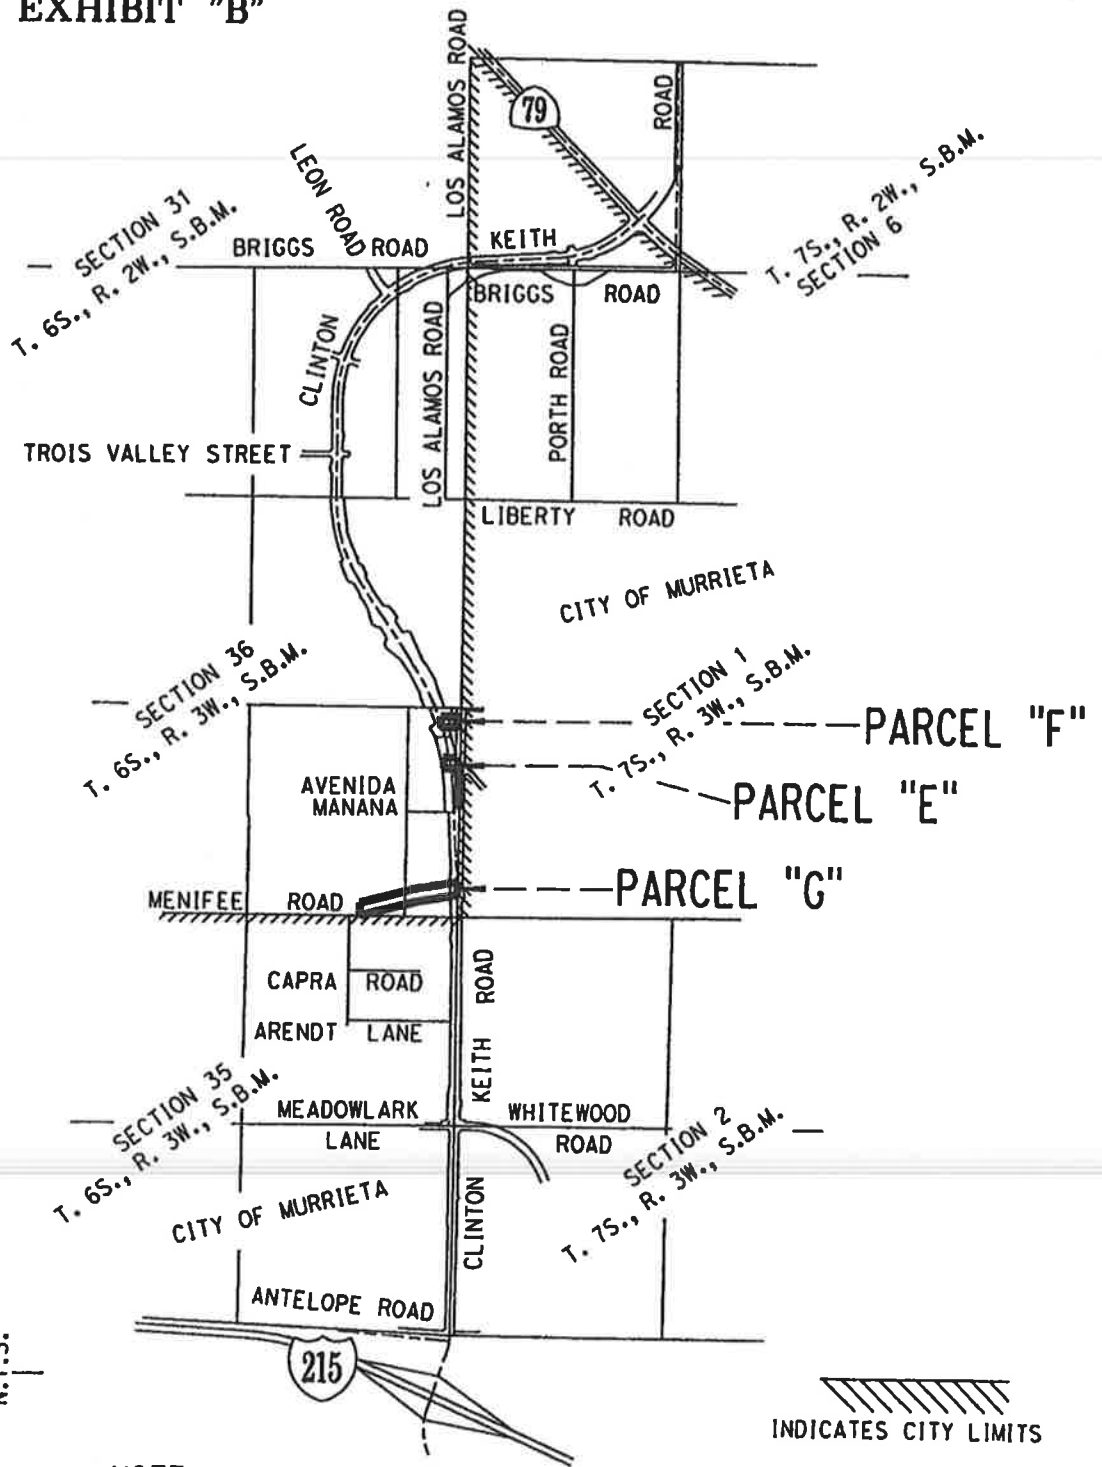 EXHIBIT "B"
LOS ALAMOS ROAD
79
ROAD
LEON ROAD
SECTION 31
T. 6S., R. 2W., S.B.M.
BRIGGS ROAD
KEITH
T. 7S., R. 2W., S.B.M.
SECTION 6
BRIGGS ROAD
CLINTON
LOS ALAMOS ROAD
PORTH ROAD
TROIS VALLEY STREET
LIBERTY ROAD
CITY OF MURRIETA
SECTION 36
T. 6S., R. 3W., S.B.M.
SECTION 1
T. 7S., R. 3W., S.B.M.
PARCEL "F"
AVENIDA
MANANA
PARCEL "E"
MENIFEE ROAD
PARCEL "G"
CAPRA ROAD
KEITH ROAD
ARENDT LANE
SECTION 35
T. 6S., R. 3W., S.B.M.
MEADOWLARK
LANE
WHITEWOOD
ROAD
SECTION 2
T. 7S., R. 3W., S.B.M.
CITY OF MURRIETA
CLINTON
ANTELOPE ROAD
215
N.T.S.
INDICATES CITY LIMITS